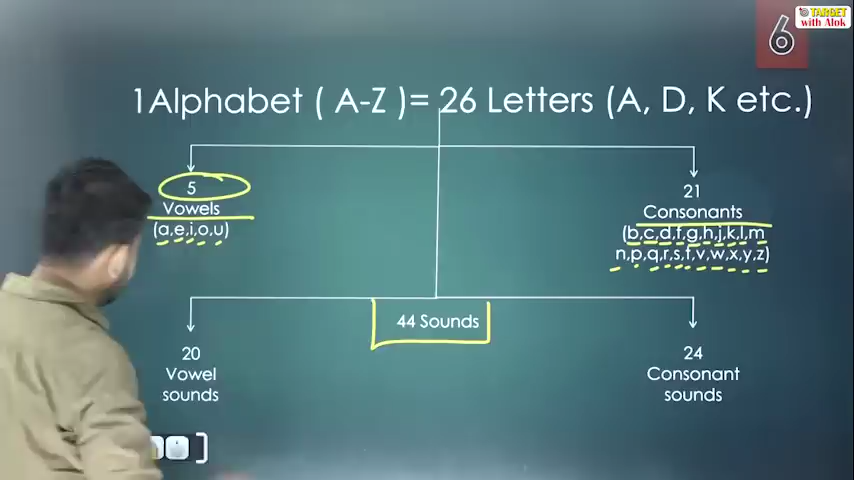 TARGET
with Alok
6
1Alphabet ( A-Z )= 26 Letters (A, D, K etc.)
5
Vowels
(a,e,i,o,u)
21
Consonants
(b,c,d,f,g,h,j,k,l,m
n,p,q,r,s,t,v,w,x,y,z)
44 Sounds
20
Vowel
sounds
24
Consonant
sounds